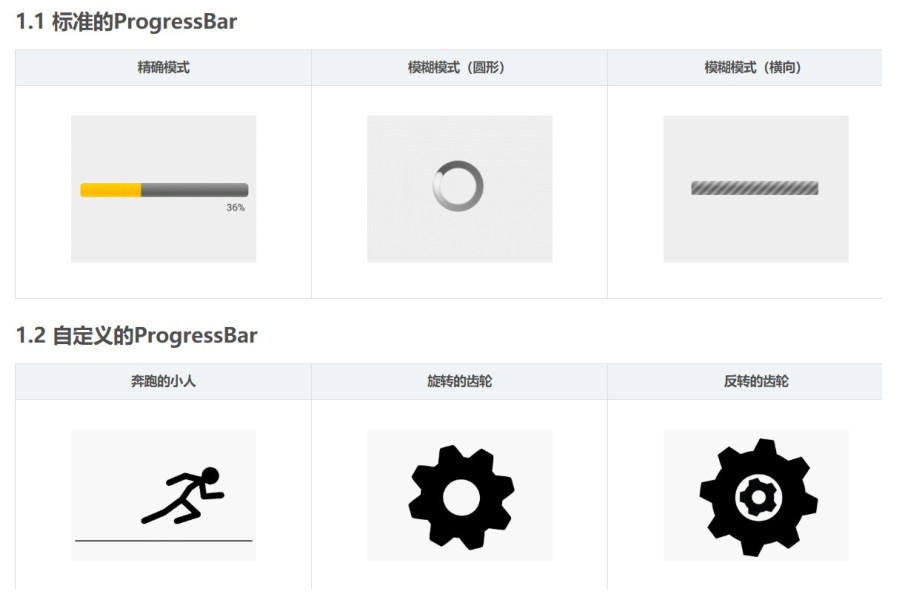 1.1 标准的ProgressBar
精确模式
模糊模式（圆形）
模糊模式（横向）
36%
1.2 自定义的ProgressBar
奔跑的小人
旋转的齿轮
反转的齿轮